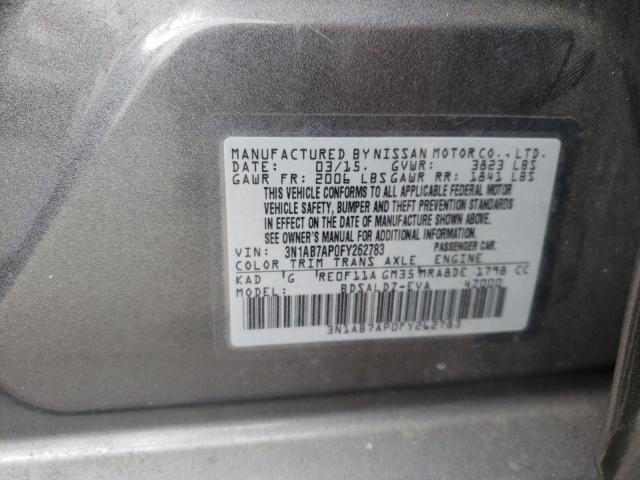 MANUFACTURED BY NISSAN MOTOR CO., LTD.
DATE: 03/15. GVWR: 3823 LBS
GAWR FR: 2006 LBS GAWR RR: 1841 LBS
THIS VEHICLE CONFORMS TO ALL APPLICABLE FEDERAL MOTOR
VEHICLE SAFETY, BUMPER AND THEFT PREVENTION STANDARDS
IN EFFECT ON THE DATE OF MANUFACTURE SHOWN ABOVE.
SEE OWNER'S MANUAL FOR ADDITIONAL INFORMATION.
VIN: 3N1AB7AP0FY262783 PASSENGER CAR.
COLOR TRIM TRANS AXLE ENGINE
KAD G RE0F11A GM35 MRA8DE 1798 CC
MODEL: BDSALDZ-EVA 42000
3N1AB7AP0FY262783